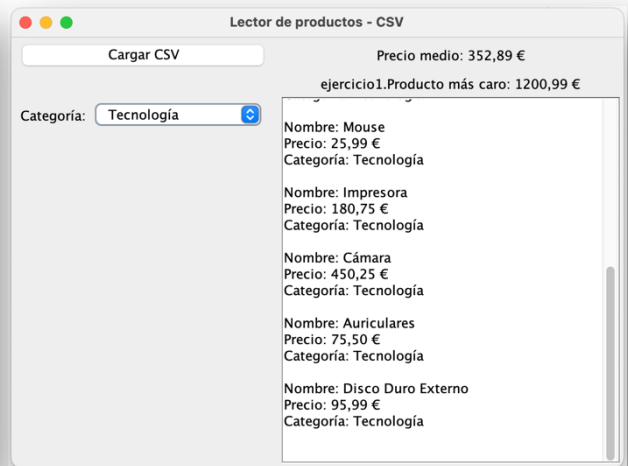 Lector de productos - CSV
Cargar CSV
Precio medio: 352,89 €
ejercicio1.Producto más caro: 1200,99 €
Categoría: Tecnología
Nombre: Mouse
Precio: 25,99 €
Categoría: Tecnología
Nombre: Impresora
Precio: 180,75 €
Categoría: Tecnología
Nombre: Cámara
Precio: 450,25 €
Categoría: Tecnología
Nombre: Auriculares
Precio: 75,50 €
Categoría: Tecnología
Nombre: Disco Duro Externo
Precio: 95,99 €
Categoría: Tecnología